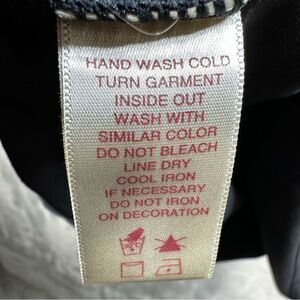 HAND WASH COLD
TURN GARMENT
INSIDE OUT
WASH WITH
SIMILAR COLOR
DO NOT BLEACH
LINE DRY
COOL IRON
IF NECESSARY
DO NOT IRON
ON DECORATION